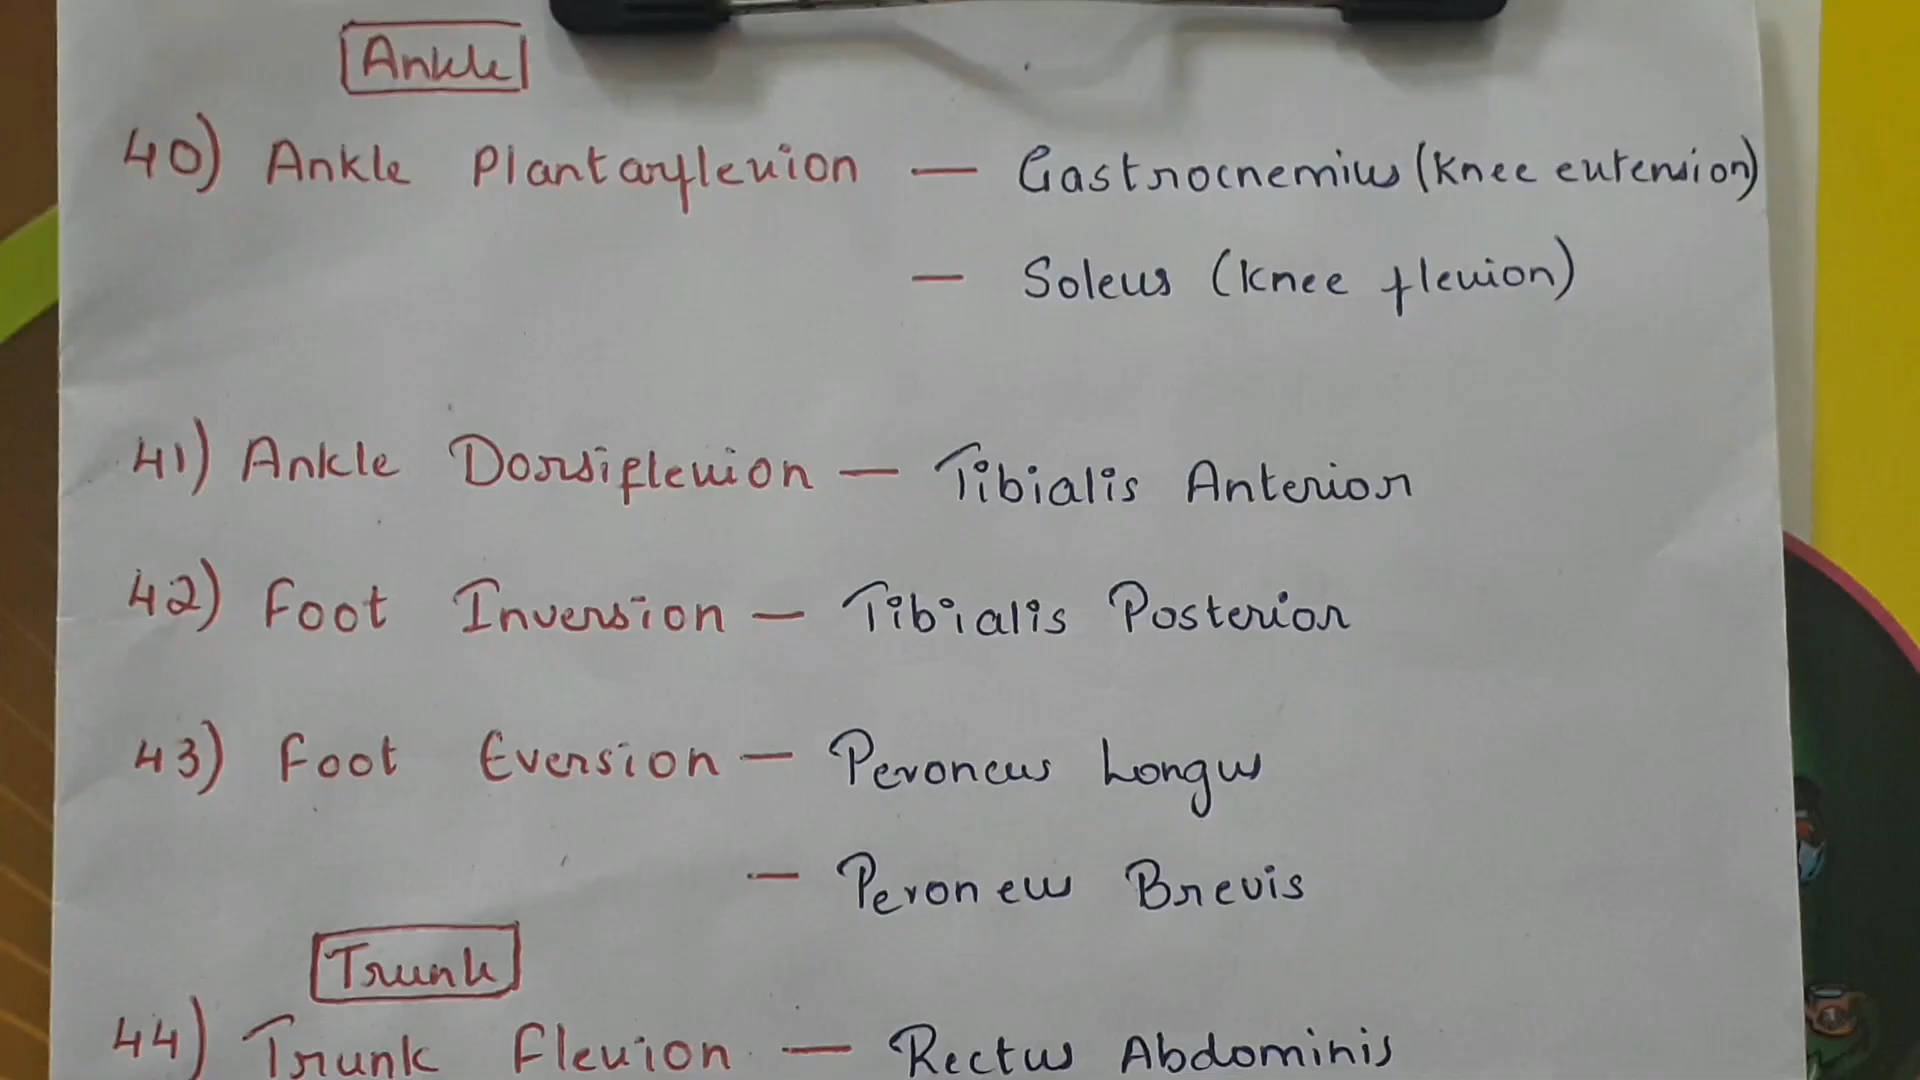 Ankle
40) Ankle Plantarflexion — Gastrocnemius (Knee extension)
— Soleus (Knee flexion)
41) Ankle Dorsiflexion — Tibialis Anterior
42) Foot Inversion — Tibialis Posterior
43) Foot Eversion — Peroneus Longus
— Peroneus Brevis
Trunk
44) Trunk Flexion — Rectus Abdominis